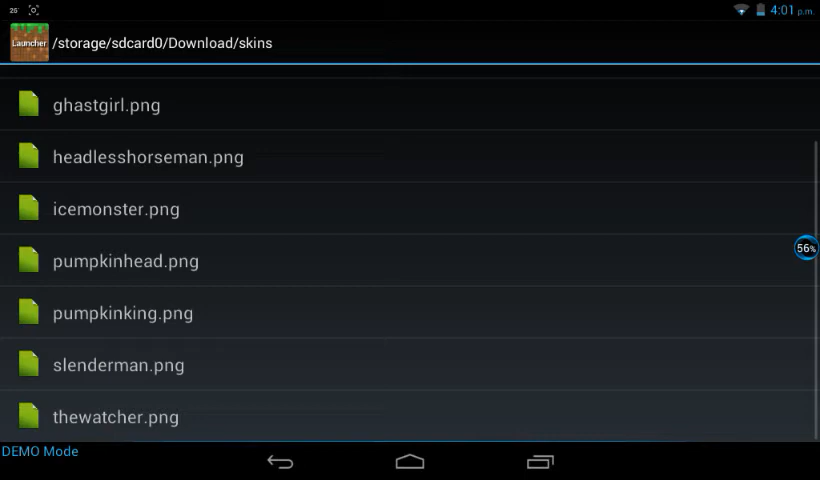 25°
4:01 p.m.
Launcher
/storage/sdcard0/Download/skins
ghastgirl.png
headlesshorseman.png
icemonster.png
56%
pumpkinhead.png
pumpkinking.png
slenderman.png
thewatcher.png
DEMO Mode